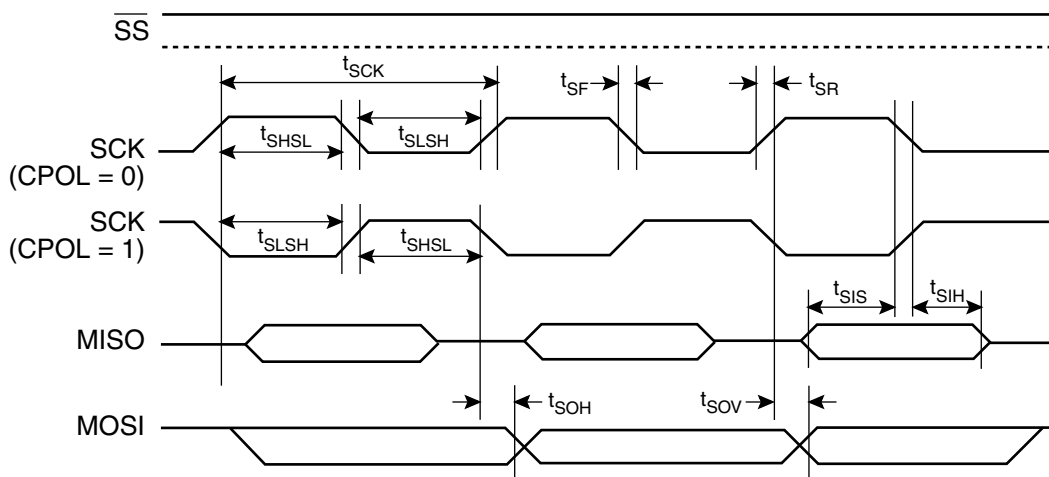 SS
tSCK
tSF
tSR
SCK
(CPOL = 0)
tSHSL
tSLSH
SCK
(CPOL = 1)
tSLSH
tSHSL
tSIS
tSIH
MISO
tSOH
tSOV
MOSI